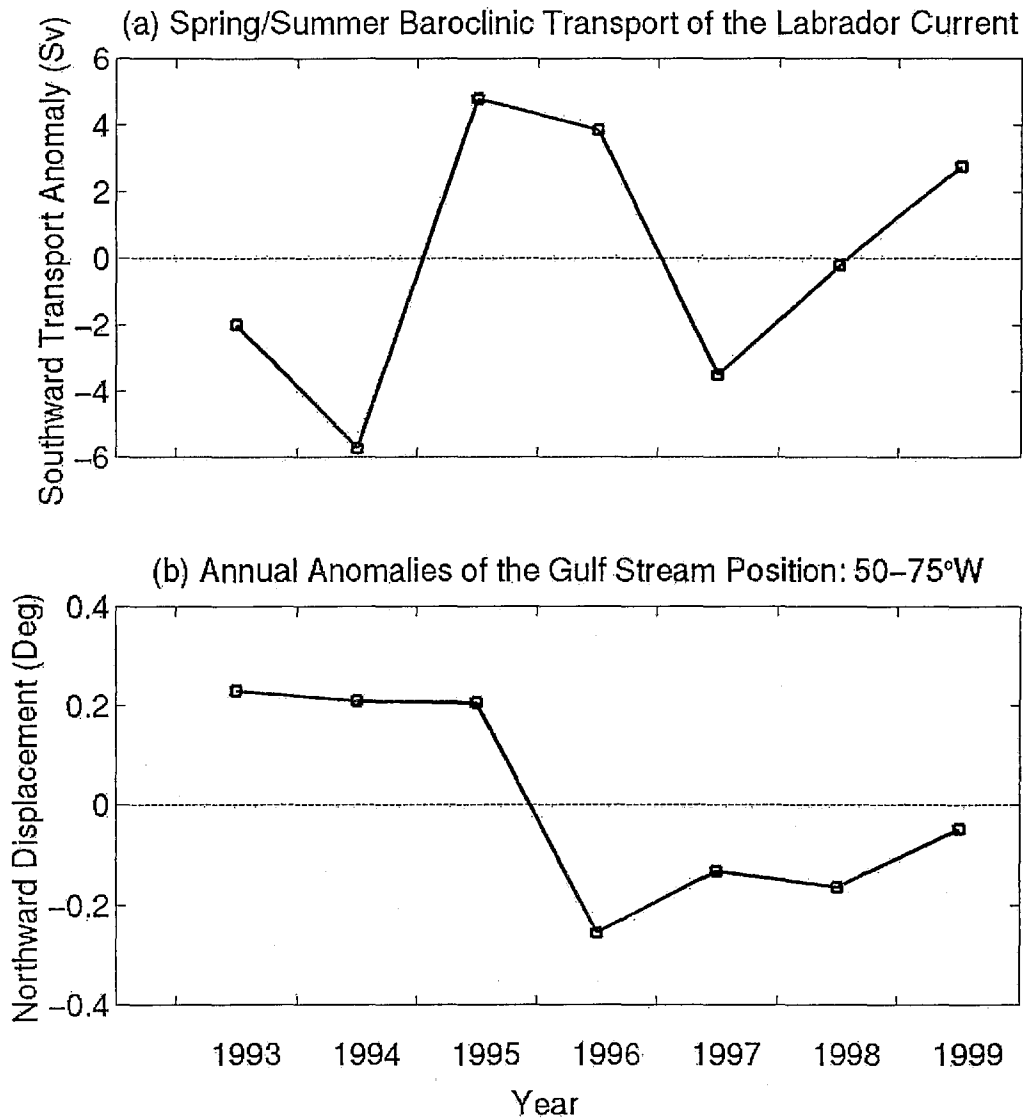 (a) Spring/Summer Baroclinic Transport of the Labrador Current
Southward Transport Anomaly (Sv)
6
4
2
0
−2
−4
−6
(b) Annual Anomalies of the Gulf Stream Position: 50−75°W
Northward Displacement (Deg)
0.4
0.2
0
−0.2
−0.4
1993 1994 1995 1996 1997 1998 1999
Year